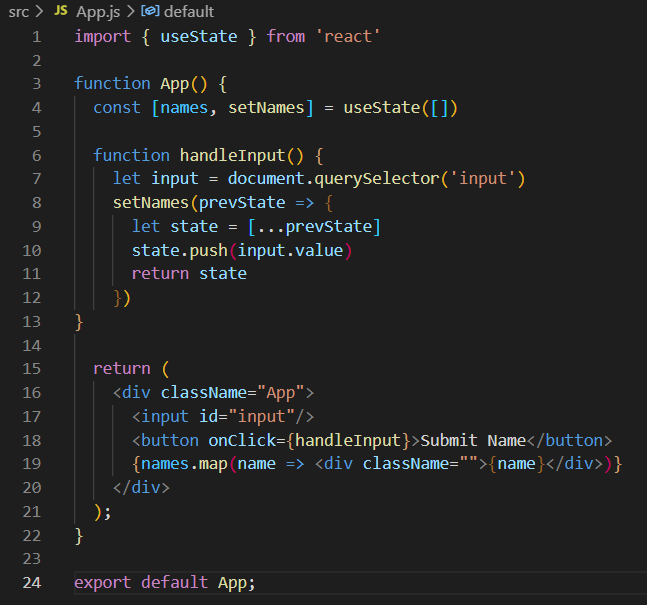 src > JS App.js > default
1 import { useState } from 'react'
2
3 function App() {
4   const [names, setNames] = useState([])
5
6   function handleInput() {
7     let input = document.querySelector('input')
8     setNames(prevState => {
9       let state = [...prevState]
10       state.push(input.value)
11       return state
12     })
13 }
14
15   return (
16     <div className="App">
17       <input id="input"/>
18       <button onClick={handleInput}>Submit Name</button>
19       {names.map(name => <div className="">{name}</div>)}
20     </div>
21   );
22 }
23
24 export default App;